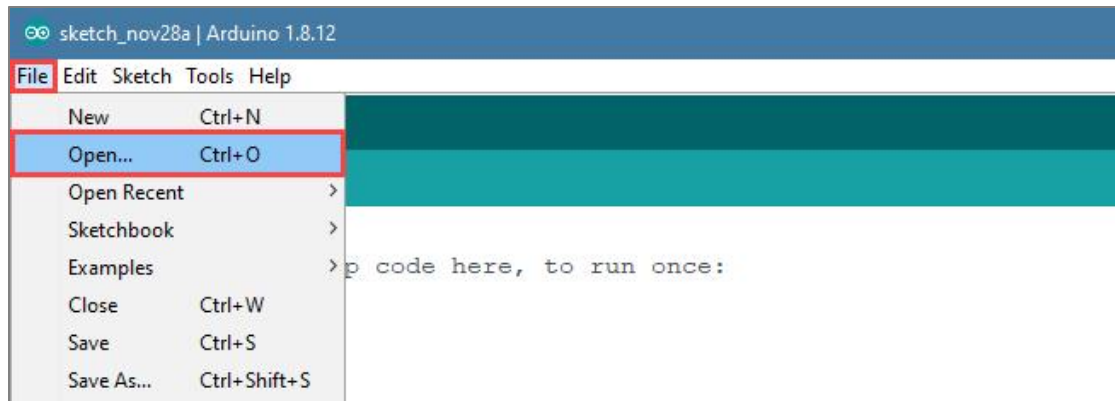 sketch_nov28a | Arduino 1.8.12
File Edit Sketch Tools Help
New Ctrl+N
Open... Ctrl+O
Open Recent >
Sketchbook >
Examples >
p code here, to run once:
Close Ctrl+W
Save Ctrl+S
Save As... Ctrl+Shift+S